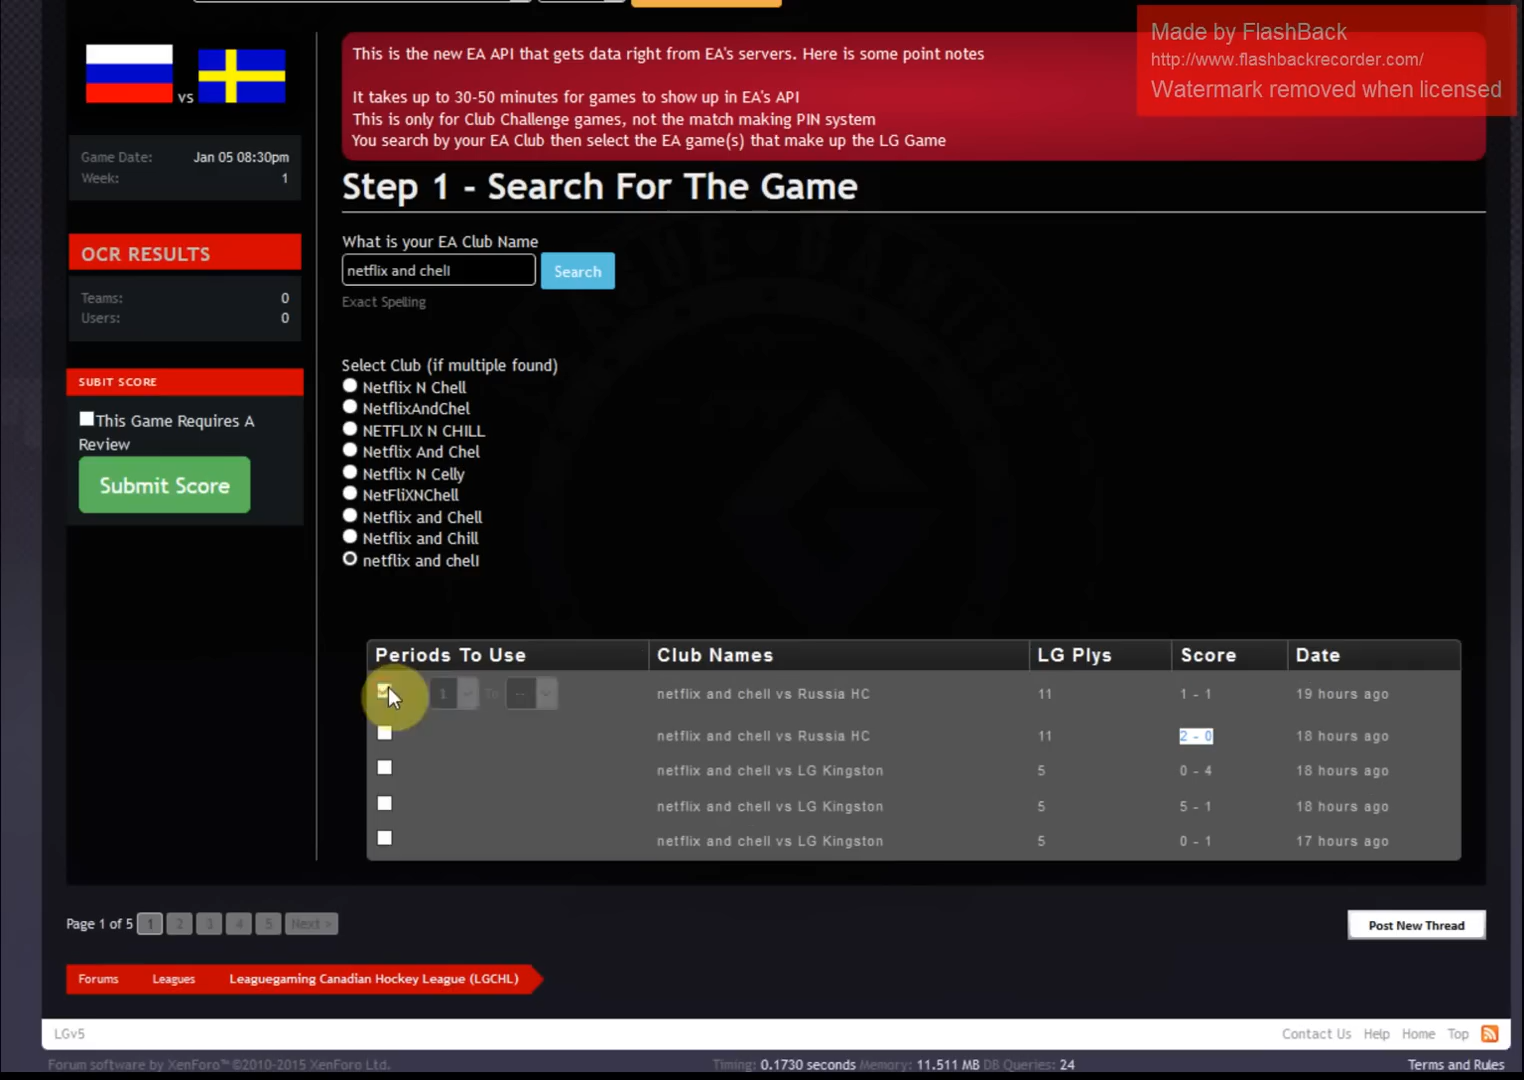 Made by FlashBack
http://www.flashbackrecorder.com/
Watermark removed when licensed
This is the new EA API that gets data right from EA's servers. Here is some point notes
It takes up to 30-50 minutes for games to show up in EA's API
This is only for Club Challenge games, not the match making PIN system
You search by your EA Club then select the EA game(s) that make up the LG Game
vs
Game Date: Jan 05 08:30pm
Week: 1
OCR RESULTS
Teams: 0
Users: 0
SUBIT SCORE
This Game Requires A
Review
Submit Score
Step 1 - Search For The Game
What is your EA Club Name
netflix and chelI Search
Exact Spelling
Select Club (if multiple found)
Netflix N Chell
NetflixAndChel
NETFLIX N CHILL
Netflix And Chel
Netflix N Celly
NetFliXNChell
Netflix and Chell
Netflix and Chill
netflix and chelI
Periods To Use Club Names LG Plys Score Date
1 To -- netflix and chell vs Russia HC 11 1 - 1 19 hours ago
netflix and chell vs Russia HC 11 2 - 0 18 hours ago
netflix and chell vs LG Kingston 5 0 - 4 18 hours ago
netflix and chell vs LG Kingston 5 5 - 1 18 hours ago
netflix and chell vs LG Kingston 5 0 - 1 17 hours ago
Page 1 of 5 1 2 3 4 5 Next > Post New Thread
Forums Leagues Leaguegaming Canadian Hockey League (LGCHL)
LGv5 Contact Us Help Home Top
Forum software by XenForo™ ©2010-2015 XenForo Ltd. Timing: 0.1730 seconds Memory: 11.511 MB DB Queries: 24 Terms and Rules